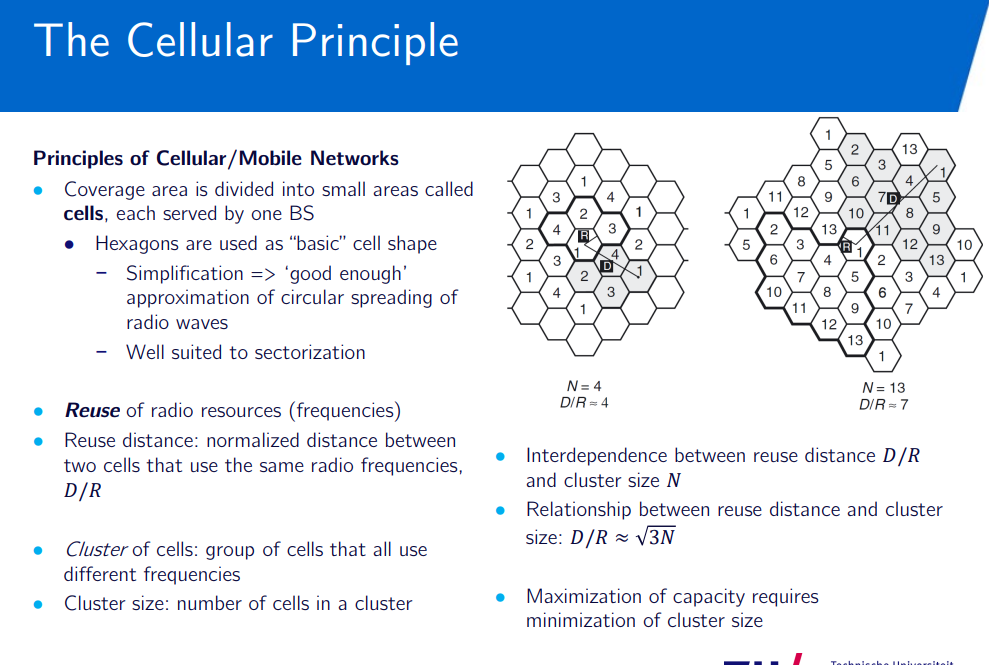 The Cellular Principle
Principles of Cellular/Mobile Networks
• Coverage area is divided into small areas called
cells, each served by one BS
• Hexagons are used as “basic” cell shape
– Simplification => ‘good enough’
approximation of circular spreading of
radio waves
– Well suited to sectorization
• Reuse of radio resources (frequencies)
• Reuse distance: normalized distance between
two cells that use the same radio frequencies,
D/R
• Cluster of cells: group of cells that all use
different frequencies
• Cluster size: number of cells in a cluster
1
3 4
1 2 1
4 3
2 R 2
1 4
3 D
1 2 1
4 3
1
N = 4
D/R ≈ 4
1
2 13
5 3
8 6 4 1
11 9 7 D 5
1 12 10 8
2 13 11 9
5 3 R 1 12 10
6 4 2 13
7 5 3 1
10 8 6 4
11 9 7
12 10
13
1
N = 13
D/R ≈ 7
• Interdependence between reuse distance D/R
and cluster size N
• Relationship between reuse distance and cluster
size: D/R ≈ √3N
• Maximization of capacity requires
minimization of cluster size